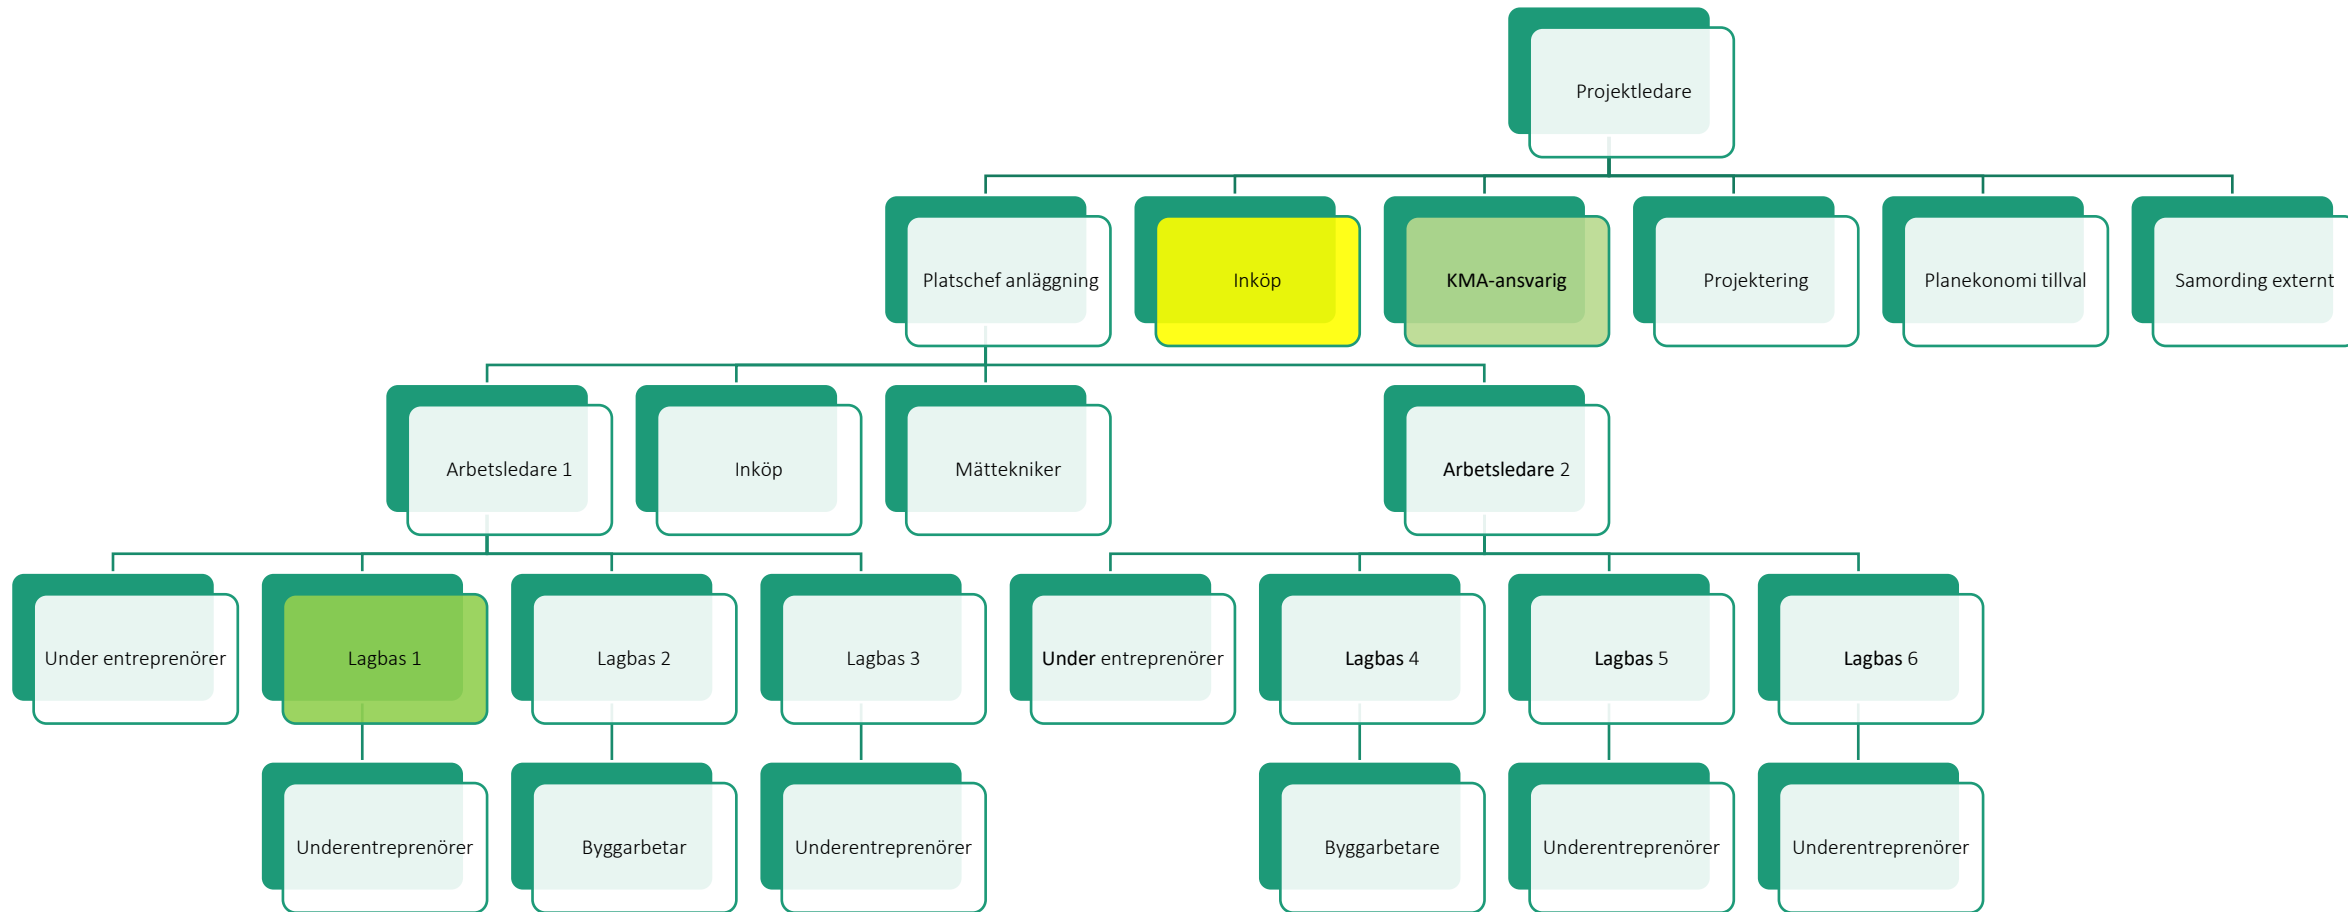 Projektledare
Platschef anläggning
Inköp
KMA-ansvarig
Projektering
Planekonomi tillval
Samording externt
Arbetsledare 1
Inköp
Mättekniker
Arbetsledare 2
Under entreprenörer
Lagbas 1
Lagbas 2
Lagbas 3
Under entreprenörer
Lagbas 4
Lagbas 5
Lagbas 6
Underentreprenörer
Byggarbetar
Underentreprenörer
Byggarbetare
Underentreprenörer
Underentreprenörer